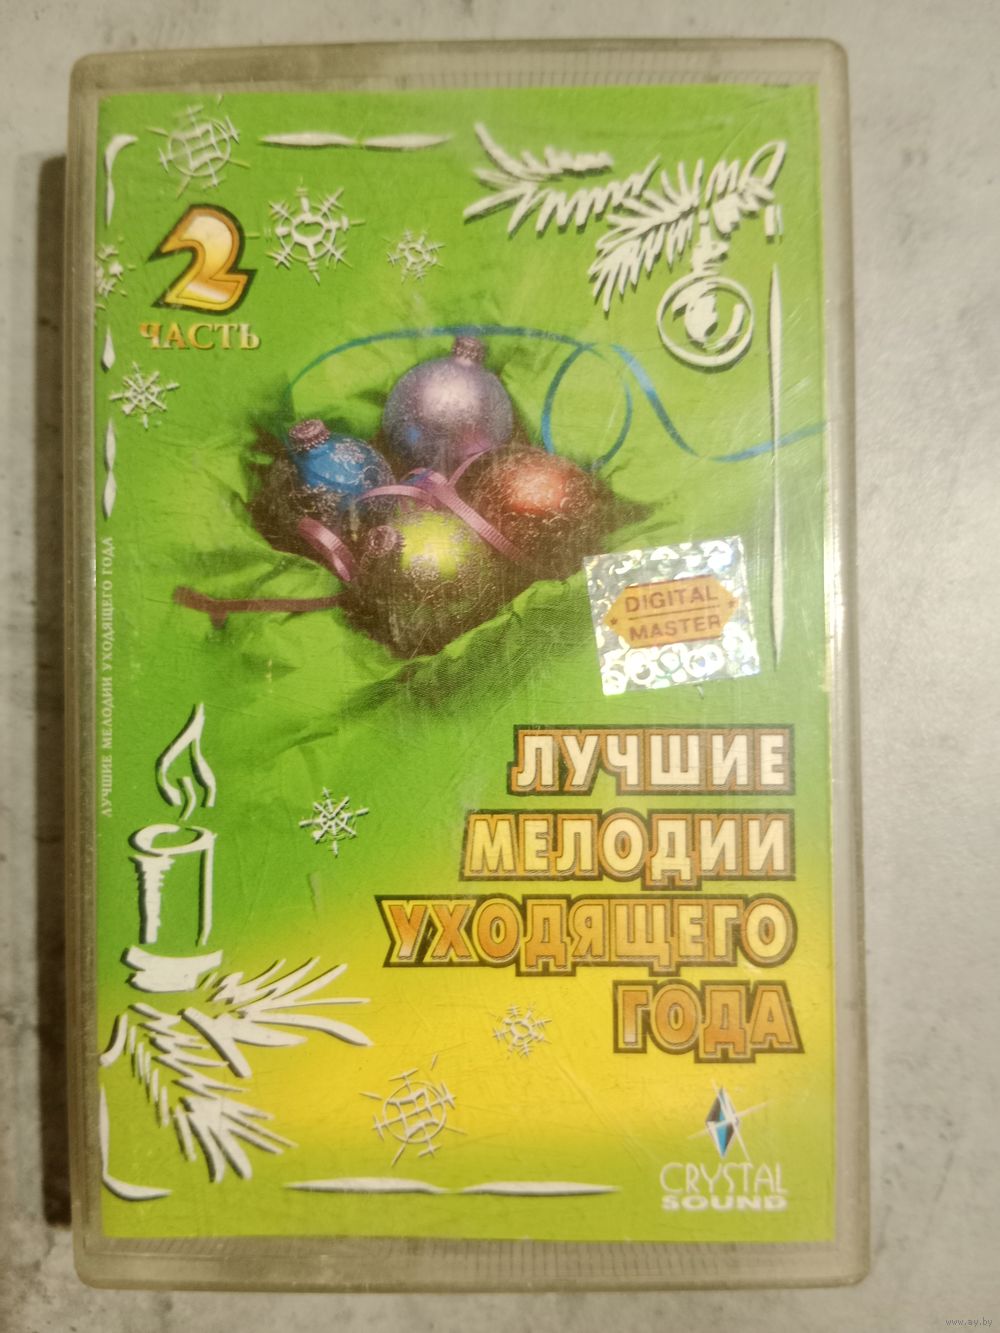 2
ЧАСТЬ
ЛУЧШИЕ МЕЛОДИИ УХОДЯЩЕГО ГОДА
DIGITAL
MASTER
ЛУЧШИЕ
МЕЛОДИИ
УХОДЯЩЕГО
ГОДА
CRYSTAL
SOUND
www.ay.by